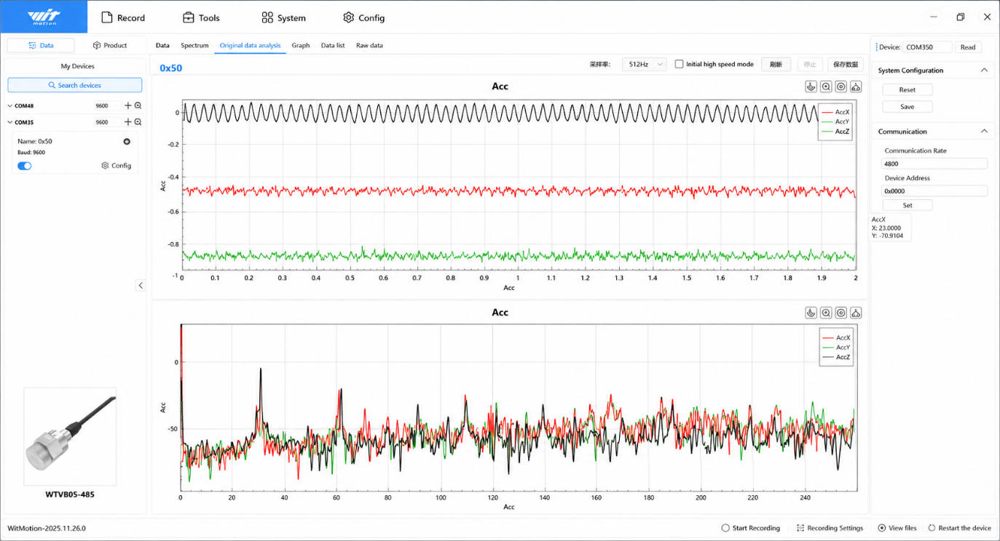 WIT
motion
Record
Tools
System
Config
Data
Product
My Devices
Search devices
COM48 9600
COM35 9600
Name: 0x50
Baud: 9600
Config
WTVB05-485
Data Spectrum Original data analysis Graph Data list Raw data
0x50
采样率: 512Hz Initial high speed mode 刷新 停止 保存数据
Acc
AccX
AccY
AccZ
Acc
0
-0.2
-0.4
-0.6
-0.8
-1
0 0.1 0.2 0.3 0.4 0.5 0.6 0.7 0.8 0.9 1 1.1 1.2 1.3 1.4 1.5 1.6 1.7 1.8 1.9 2
Acc
Acc
AccX
AccY
AccZ
Acc
0
-50
0 20 40 60 80 100 120 140 160 180 200 220 240
Acc
Device: COM350 Read
System Configuration
Reset
Save
Communication
Communication Rate
4800
Device Address
0x0000
Set
AccX
X: 23.0000
Y: -70.9104
WitMotion-2025.11.26.0
Start Recording Recording Settings View files Restart the device